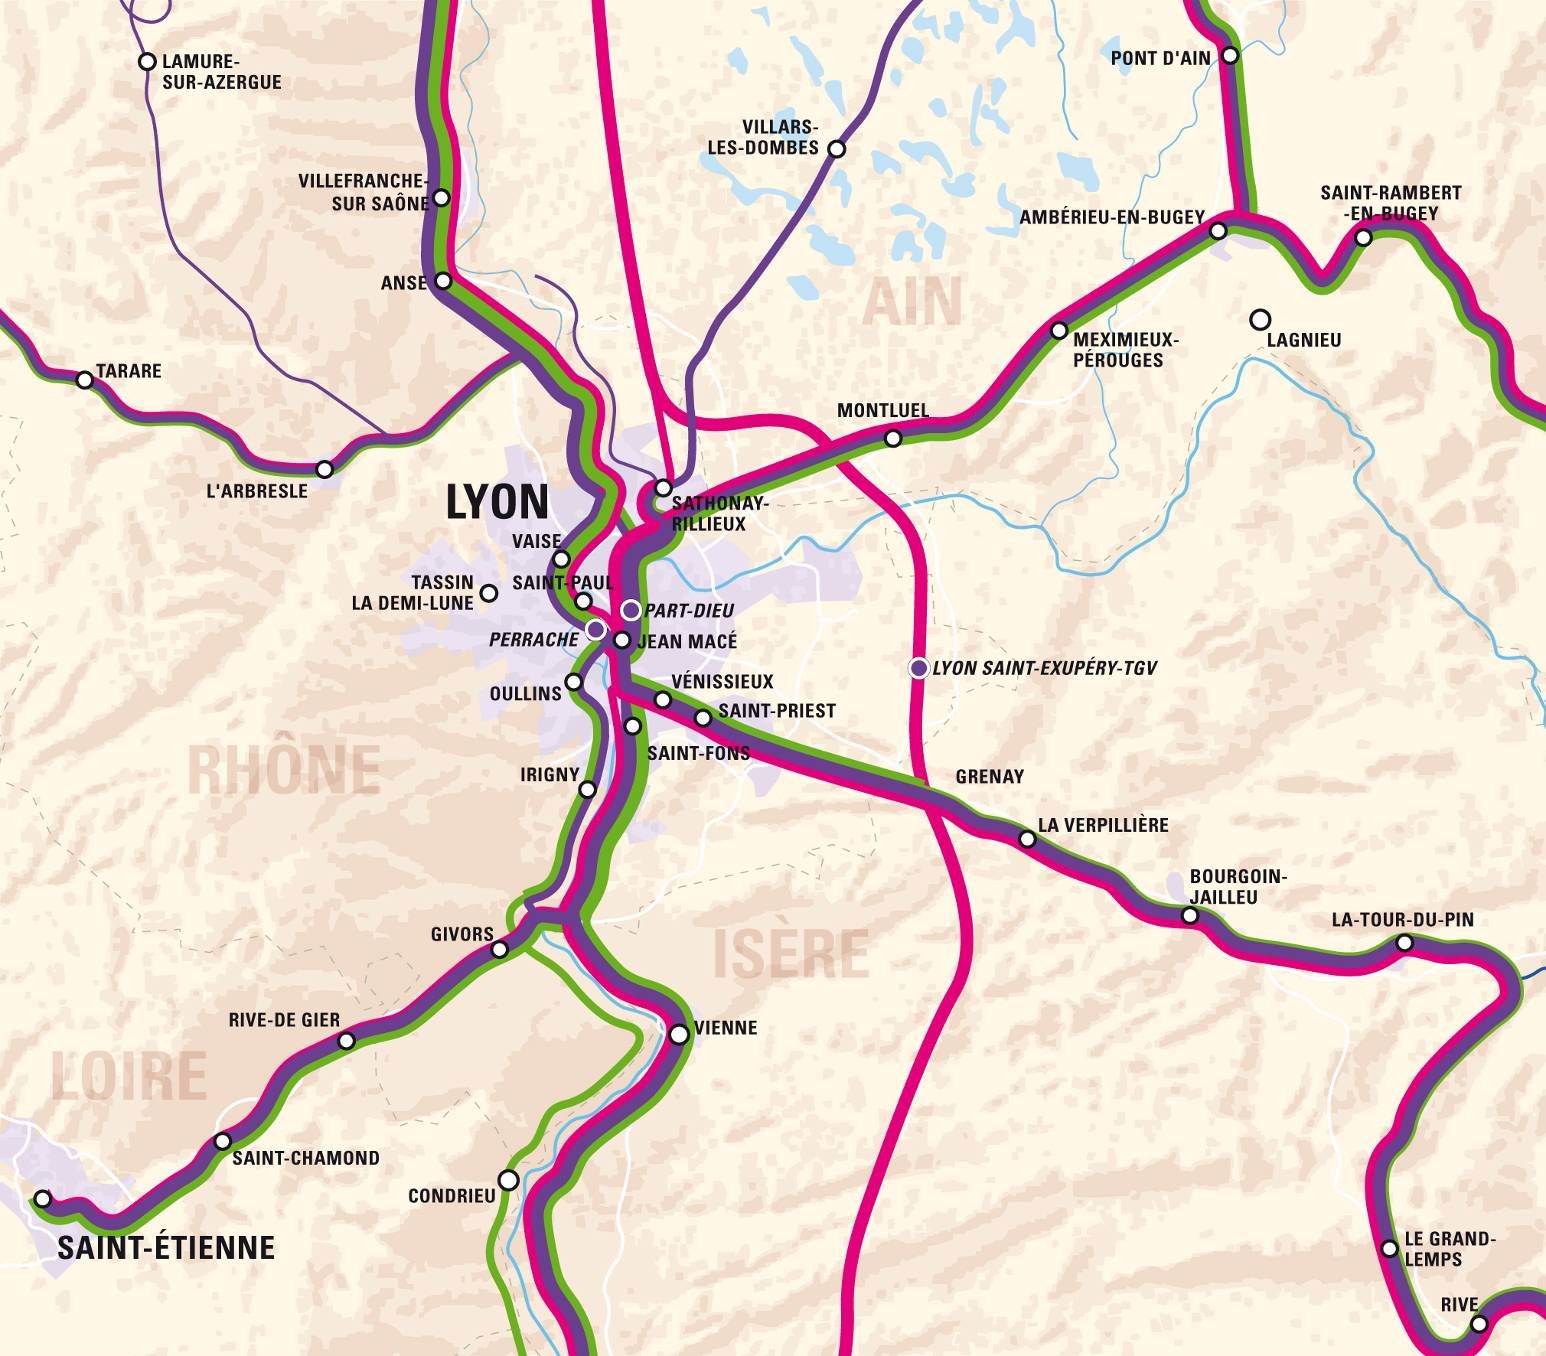 LAMURE-
SUR-AZERGUE
PONT D'AIN
VILLARS-
LES-DOMBES
VILLEFRANCHE-
SUR SAÔNE
SAINT-RAMBERT
-EN-BUGEY
AMBÉRIEU-EN-BUGEY
ANSE
AIN
LAGNIEU
MEXIMIEUX-
PÉROUGES
TARARE
MONTLUEL
L'ARBRESLE
LYON
SATHONAY-
RILLIEUX
VAISE
TASSIN
LA DEMI-LUNE
SAINT-PAUL
PART-DIEU
PERRACHE
JEAN MACÉ
LYON SAINT-EXUPÉRY-TGV
OULLINS
VÉNISSIEUX
SAINT-PRIEST
SAINT-FONS
RHÔNE
IRIGNY
GRENAY
LA VERPILLIÈRE
BOURGOIN-
JAILLEU
LA-TOUR-DU-PIN
GIVORS
ISÈRE
RIVE-DE GIER
VIENNE
LOIRE
SAINT-CHAMOND
CONDRIEU
SAINT-ÉTIENNE
LE GRAND-
LEMPS
RIVE